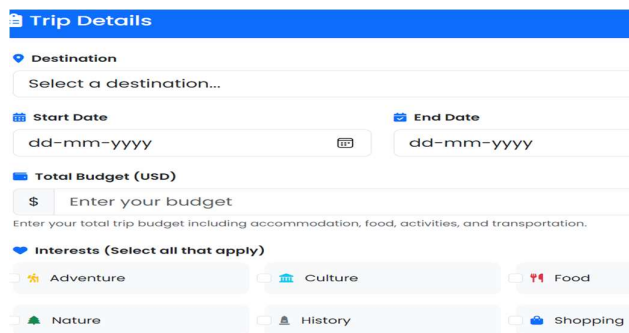 Trip Details
Destination
Select a destination...
Start Date End Date
dd-mm-yyyy dd-mm-yyyy
Total Budget (USD)
$ Enter your budget
Enter your total trip budget including accommodation, food, activities, and transportation.
Interests (Select all that apply)
Adventure Culture Food
Nature History Shopping